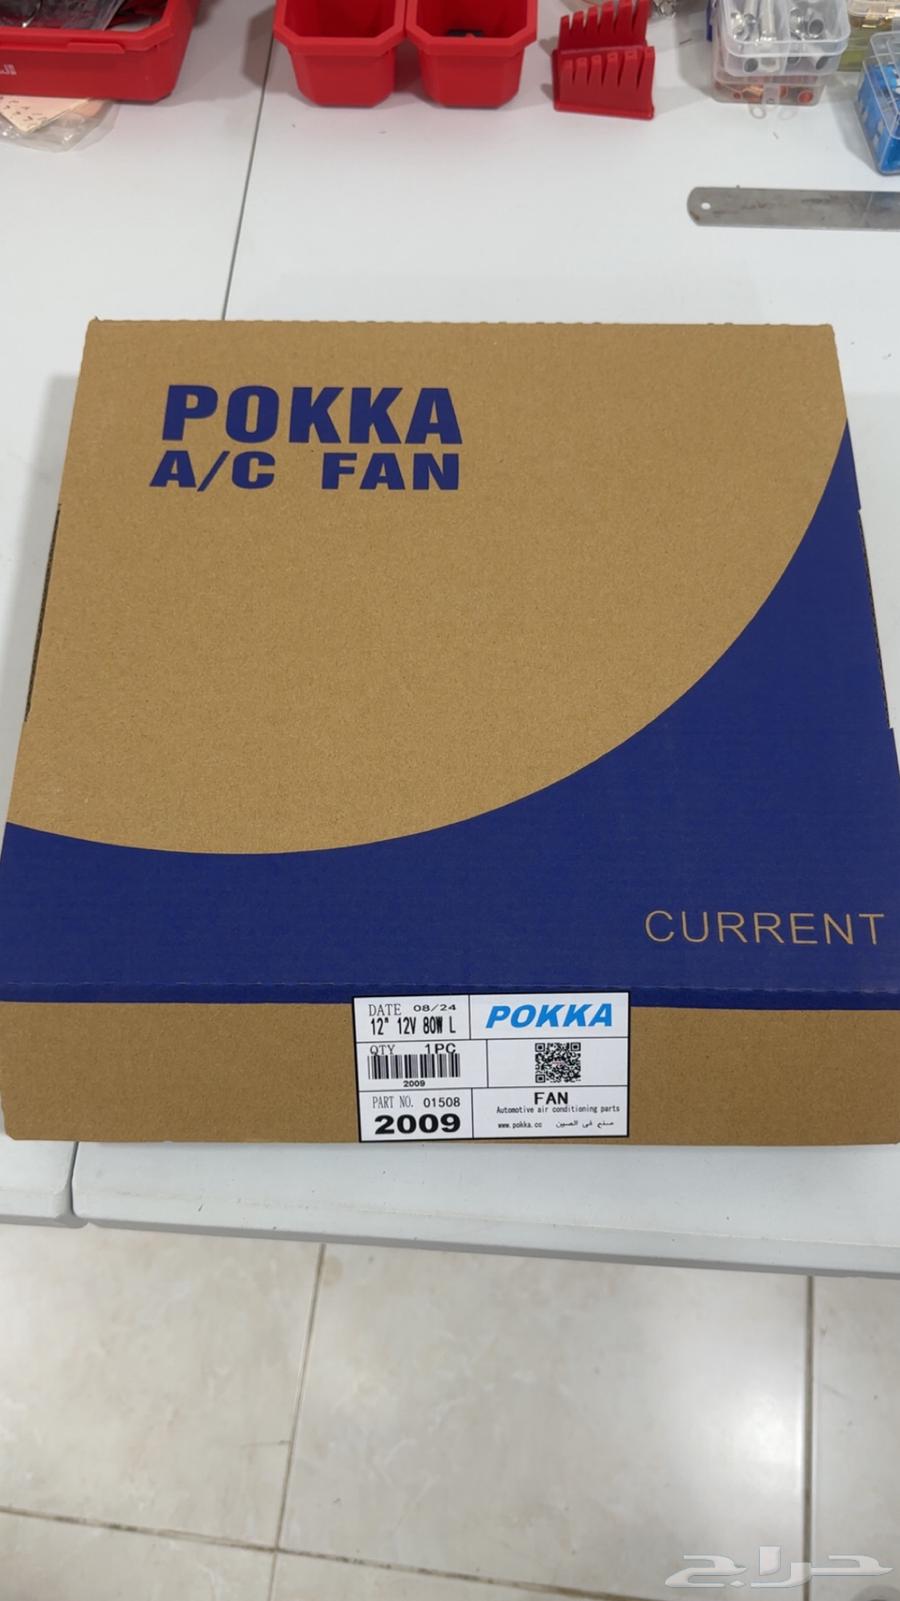 POKKA
A/C FAN
CURRENT
DATE 08/24
12" 12V 80W L
POKKA
QTY 1PC
2009
PART NO. 01508
2009
FAN
Automotive air conditioning parts
www.pokka.cc صنع في الصين
حراج